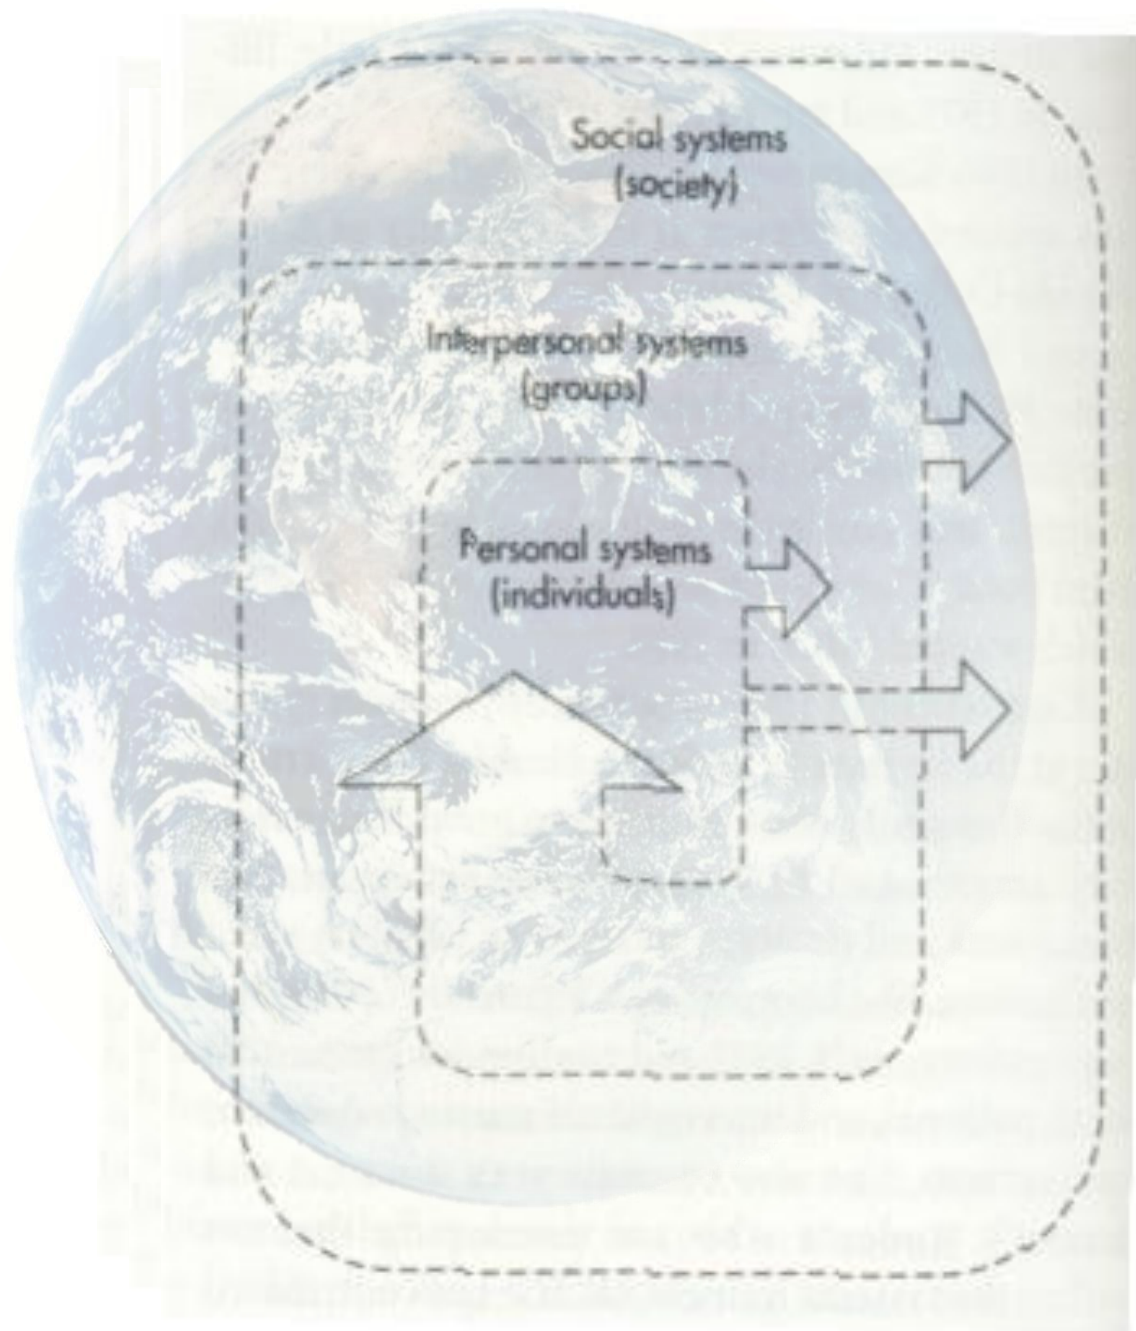 Social systems
(society)
Interpersonal systems
(groups)
Personal systems
(individuals)